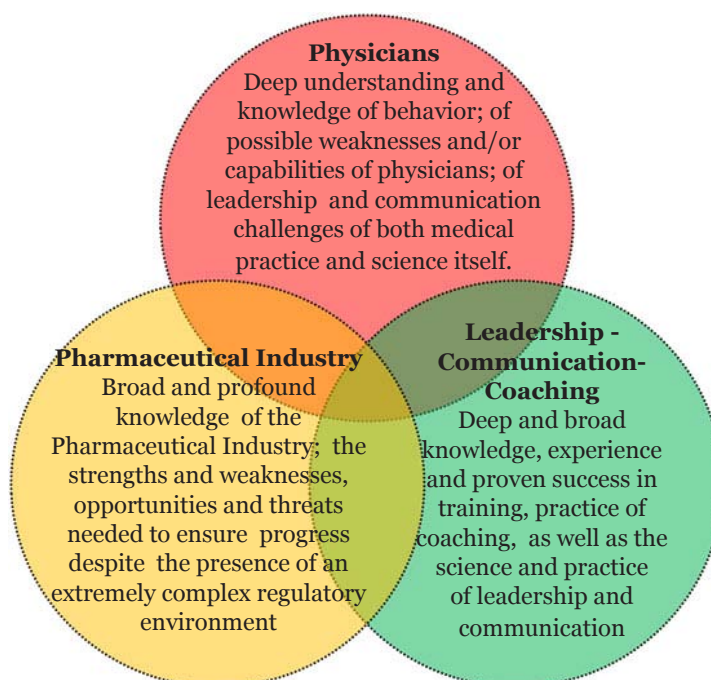 Physicians
Deep understanding and
knowledge of behavior; of
possible weaknesses and/or
capabilities of physicians; of
leadership and communication
challenges of both medical
practice and science itself.
Pharmaceutical Industry
Broad and profound
knowledge of the
Pharmaceutical Industry; the
strengths and weaknesses,
opportunities and threats
needed to ensure progress
despite the presence of an
extremely complex regulatory
environment
Leadership -
Communication-
Coaching
Deep and broad
knowledge, experience
and proven success in
training, practice of
coaching, as well as the
science and practice
of leadership and
communication